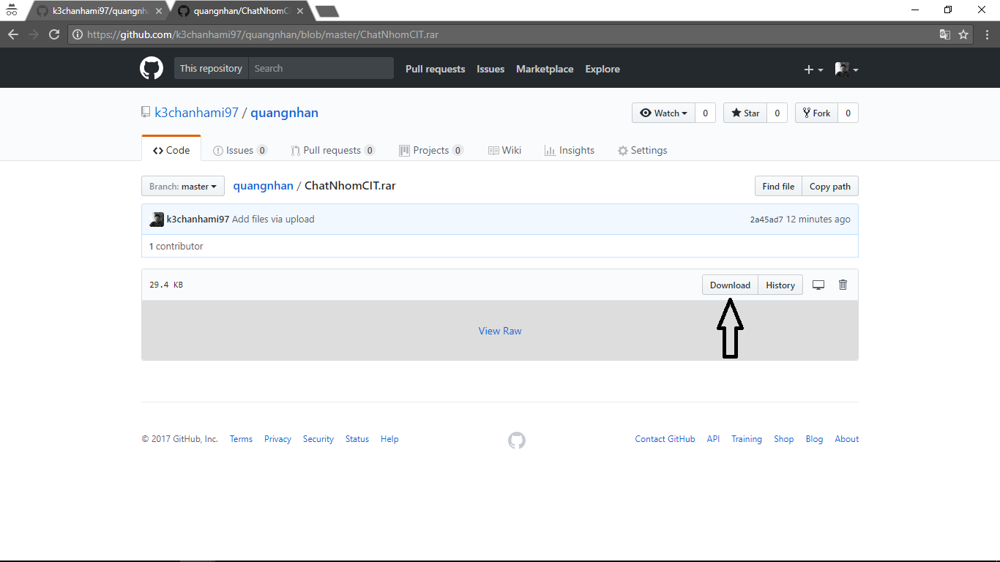 k3chanhami97/quangnh
quangnhan/ChatNhomC
https://github.com/k3chanhami97/quangnhan/blob/master/ChatNhomCIT.rar
This repository Search Pull requests Issues Marketplace Explore
k3chanhami97 / quangnhan Watch 0 Star 0 Fork 0
Code Issues 0 Pull requests 0 Projects 0 Wiki Insights Settings
Branch: master quangnhan / ChatNhomCIT.rar Find file Copy path
k3chanhami97 Add files via upload 2a45ad7 12 minutes ago
1 contributor
29.4 KB Download History
View Raw
© 2017 GitHub, Inc. Terms Privacy Security Status Help Contact GitHub API Training Shop Blog About